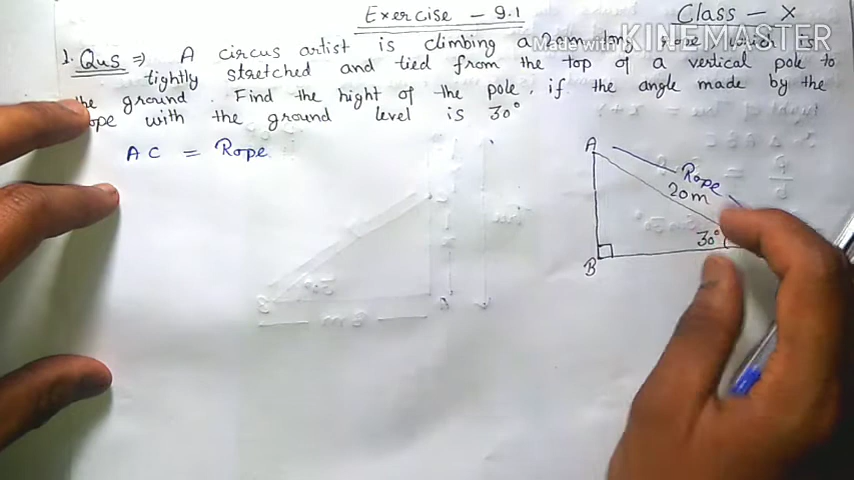 Exercise - 9.1 Class - X
1. Qus ⇒ A circus artist is climbing a 20m long rope, which is
Made with KINEMASTER
tightly stretched and tied from the top of a vertical pole to
the ground. Find the hight of the pole, if the angle made by the
rope with the ground level is 30°
AC = Rope
A
Rope
20m
30°
B